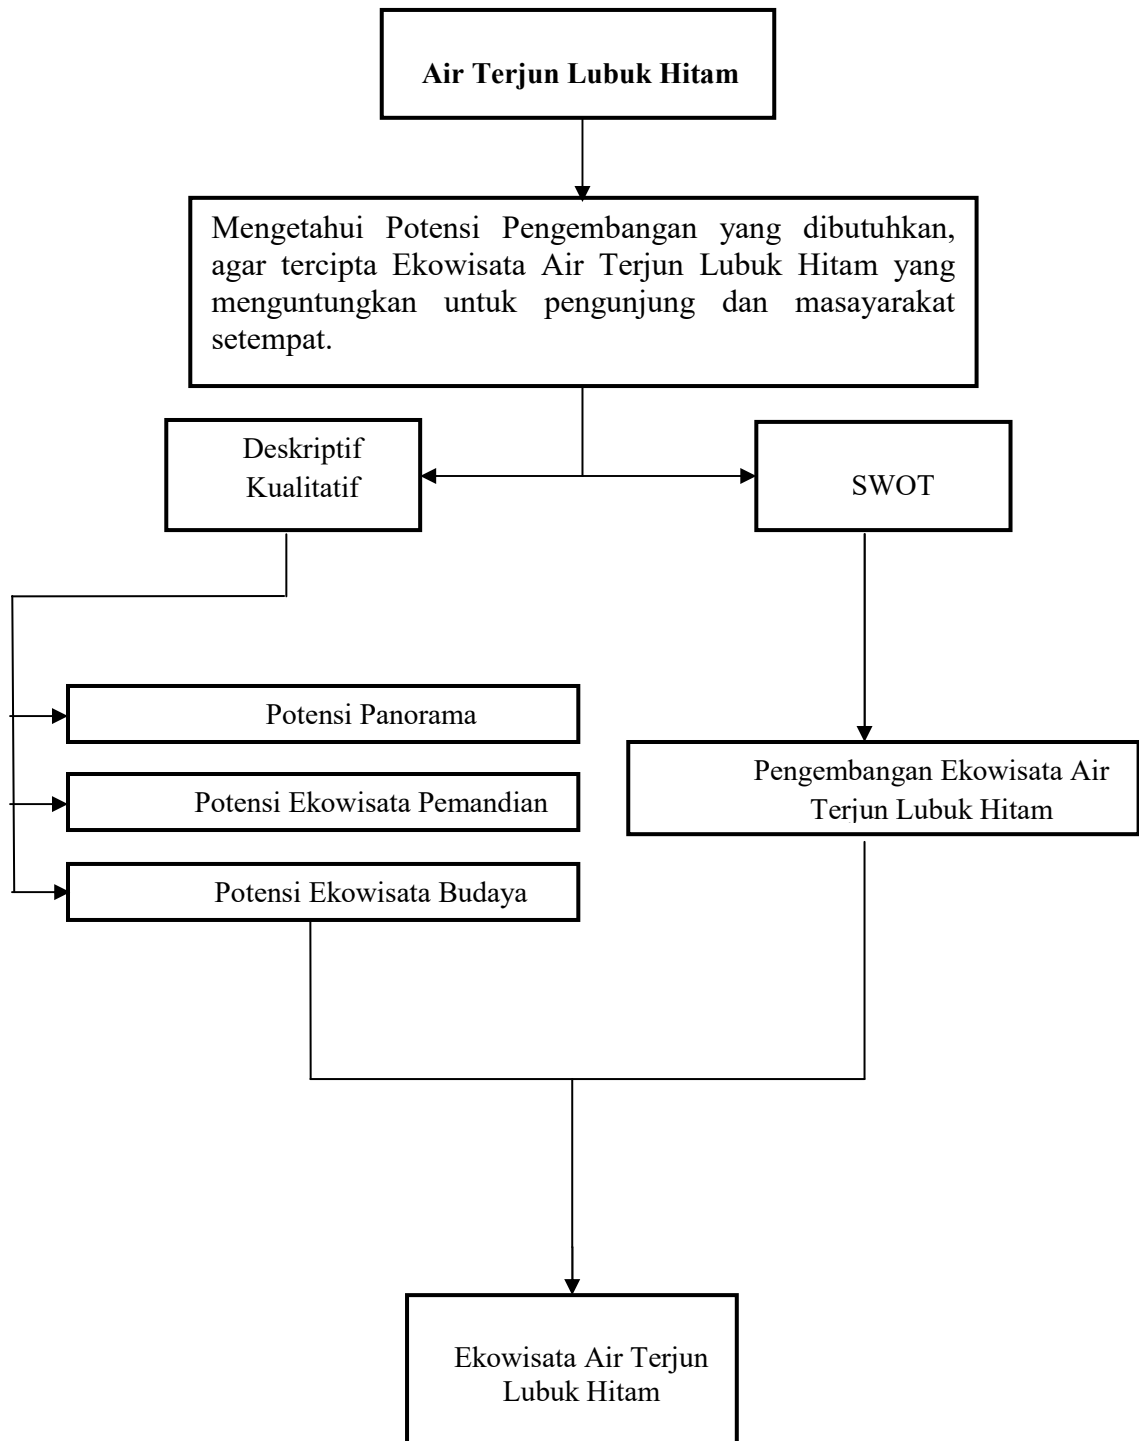 Air Terjun Lubuk Hitam
Mengetahui Potensi Pengembangan yang dibutuhkan,
agar tercipta Ekowisata Air Terjun Lubuk Hitam yang
menguntungkan untuk pengunjung dan masayarakat
setempat.
Deskriptif
Kualitatif
SWOT
Potensi Panorama
Potensi Ekowisata Pemandian
Potensi Ekowisata Budaya
Pengembangan Ekowisata Air
Terjun Lubuk Hitam
Ekowisata Air Terjun
Lubuk Hitam